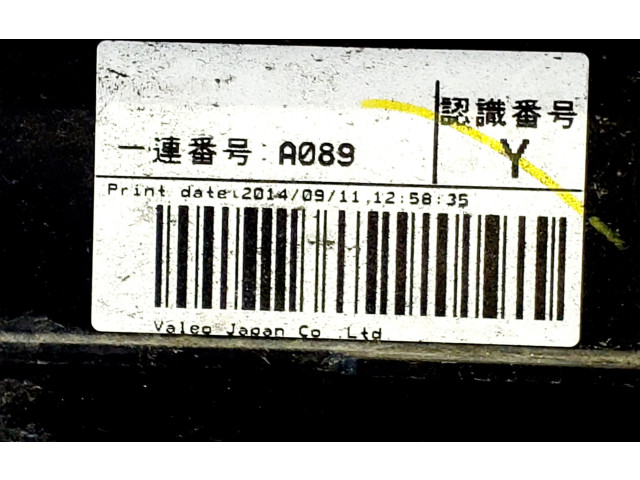 認識番号
一連番号 A089
Y
Print date:2014/09/11,12:58:35
Valeo Japan Co.,Ltd